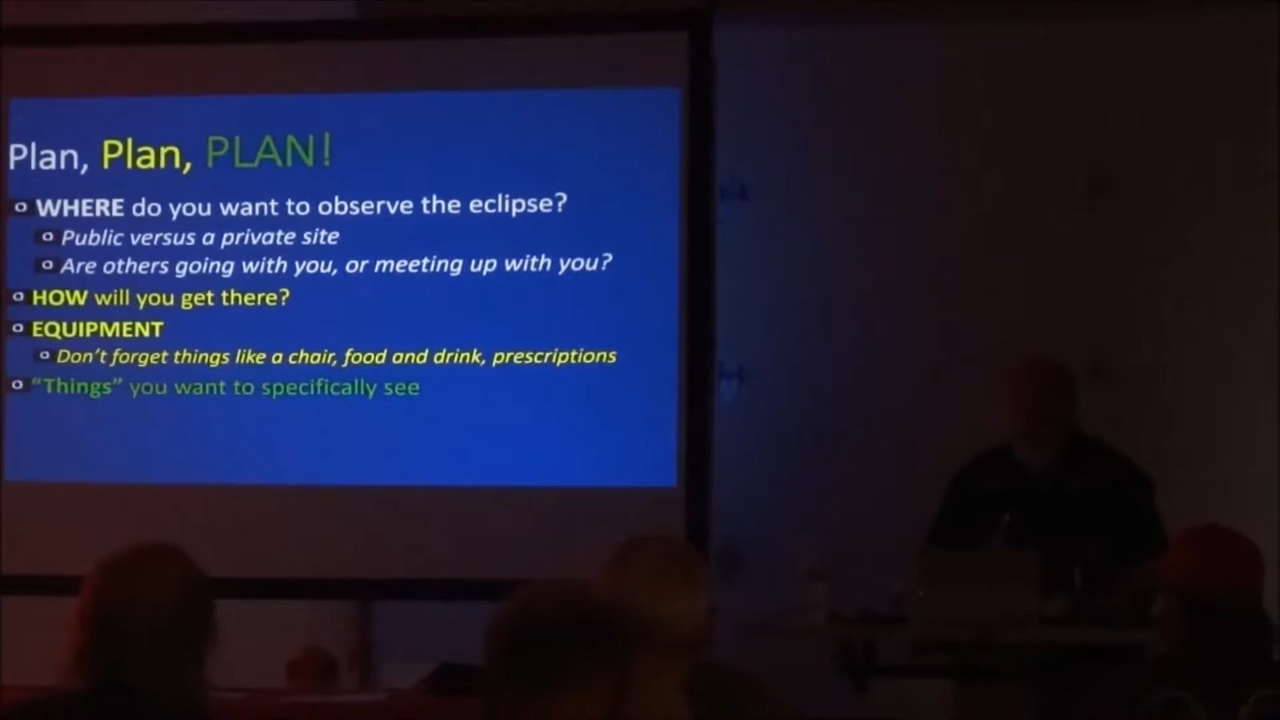 Plan, Plan, PLAN!
WHERE do you want to observe the eclipse?
Public versus a private site
Are others going with you, or meeting up with you?
HOW will you get there?
EQUIPMENT
Don't forget things like a chair, food and drink, prescriptions
“Things” you want to specifically see